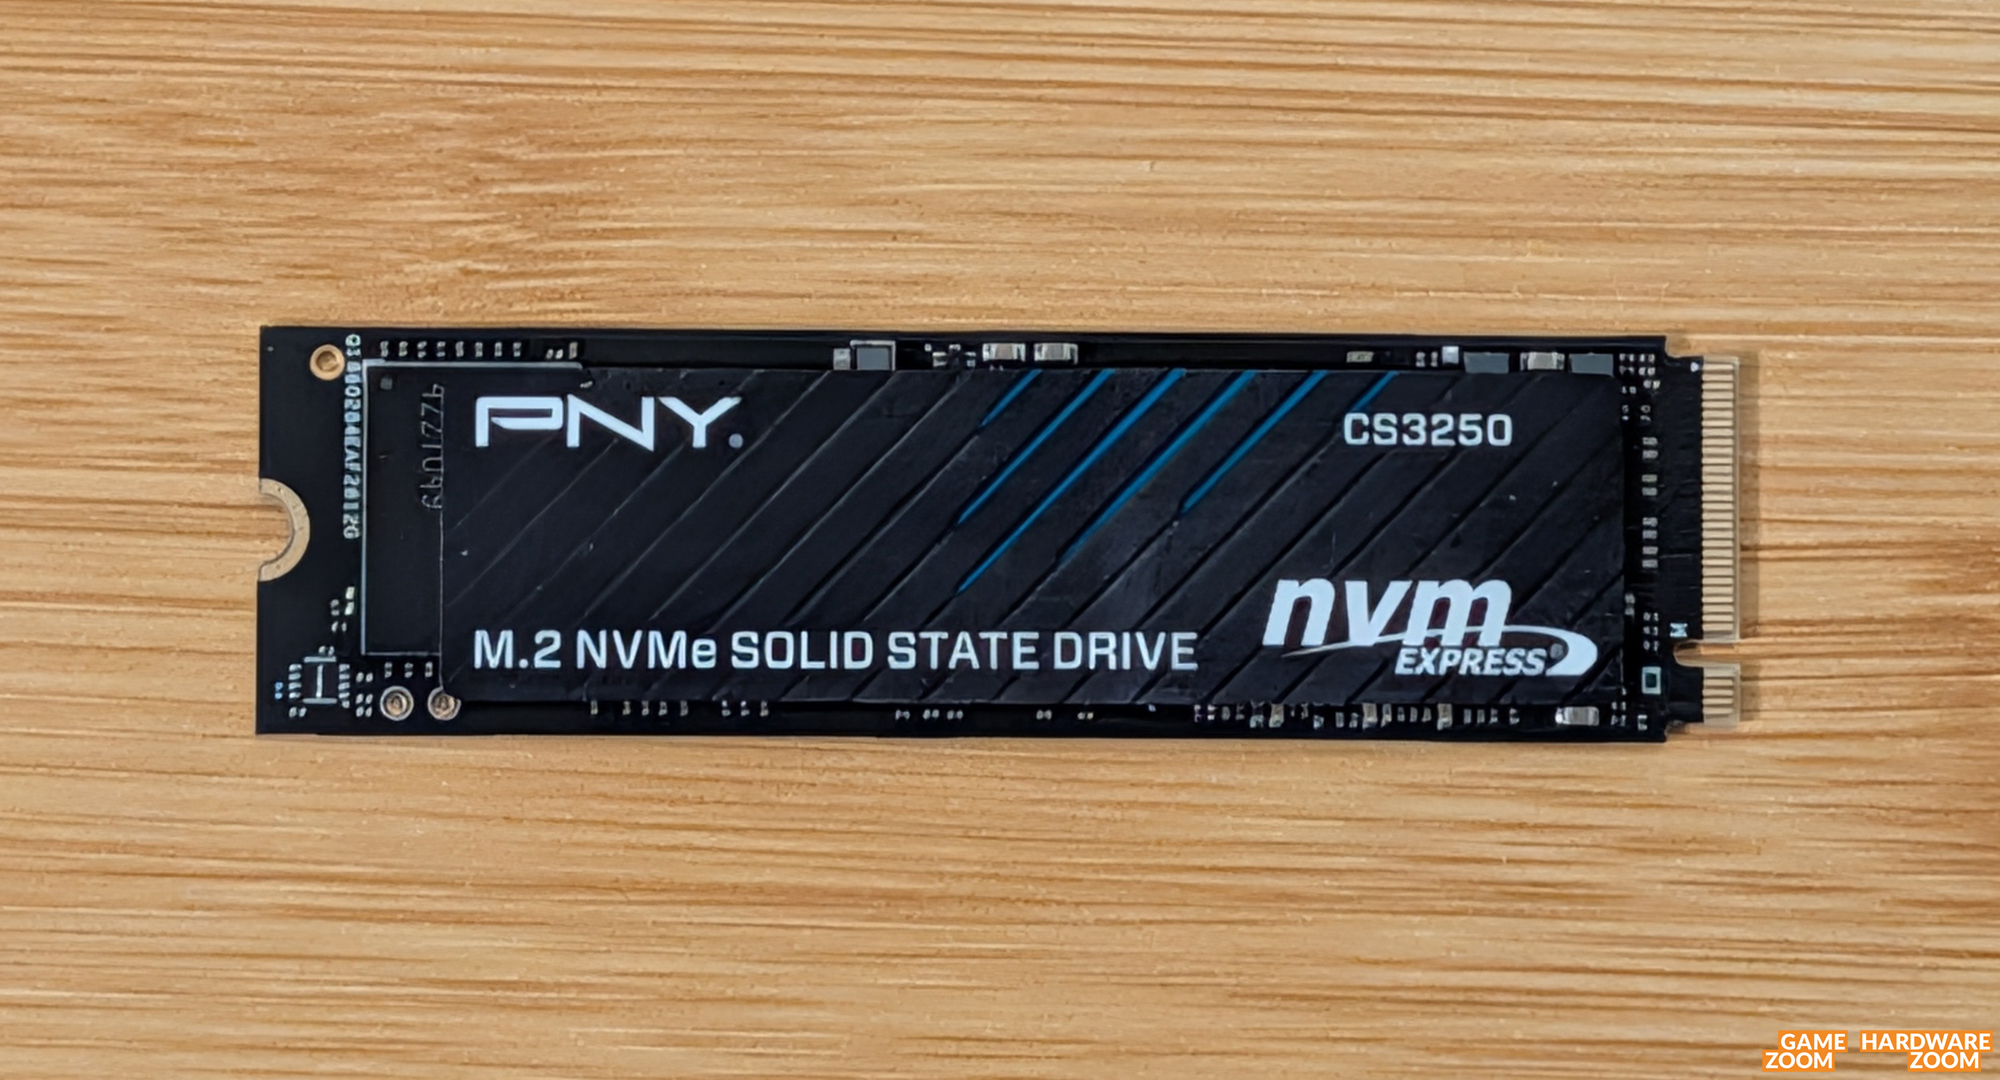 PNY.
CS3250
M.2 NVMe SOLID STATE DRIVE
nvm
EXPRESS®
GAME ZOOM
HARDWARE ZOOM